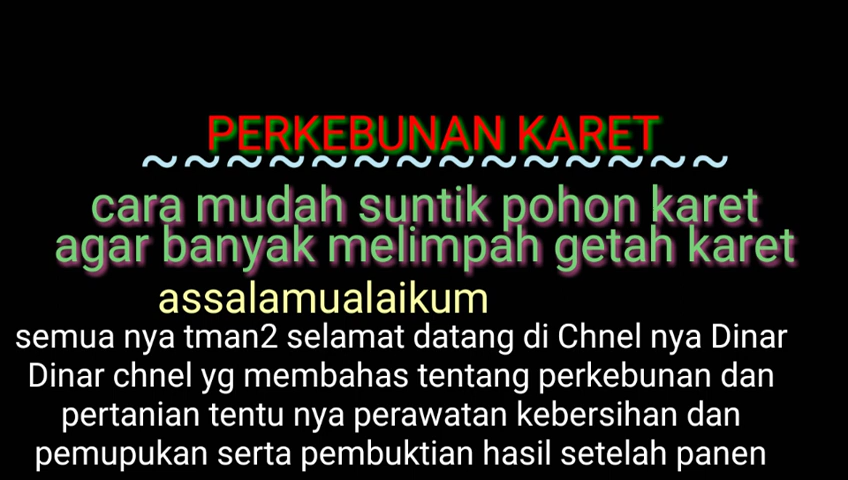 PERKEBUNAN KARET
~~~~~~~~~~~~~~
cara mudah suntik pohon karet
agar banyak melimpah getah karet
assalamualaikum
semua nya tman2 selamat datang di Chnel nya Dinar
Dinar chnel yg membahas tentang perkebunan dan
pertanian tentu nya perawatan kebersihan dan
pemupukan serta pembuktian hasil setelah panen